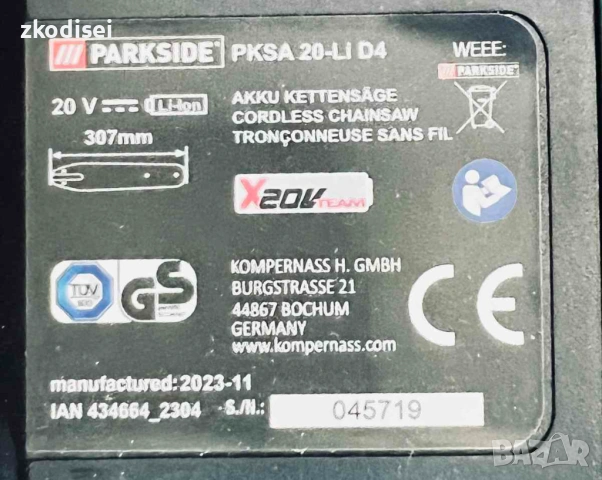 zkodisei
/// PARKSIDE® PKSA 20-Li D4
WEEE:
/// PARKSIDE®
20 V Li-Ion
AKKU KETTENSÄGE
CORDLESS CHAINSAW
TRONÇONNEUSE SANS FIL
307mm
X20V TEAM
TÜV
GS
KOMPERNASS H. GMBH
BURGSTRASSE 21
44867 BOCHUM
GERMANY
www.kompernass.com
CE
manufactured: 2023-11
IAN 434664_2304 S./N.: 045719
BAZAR